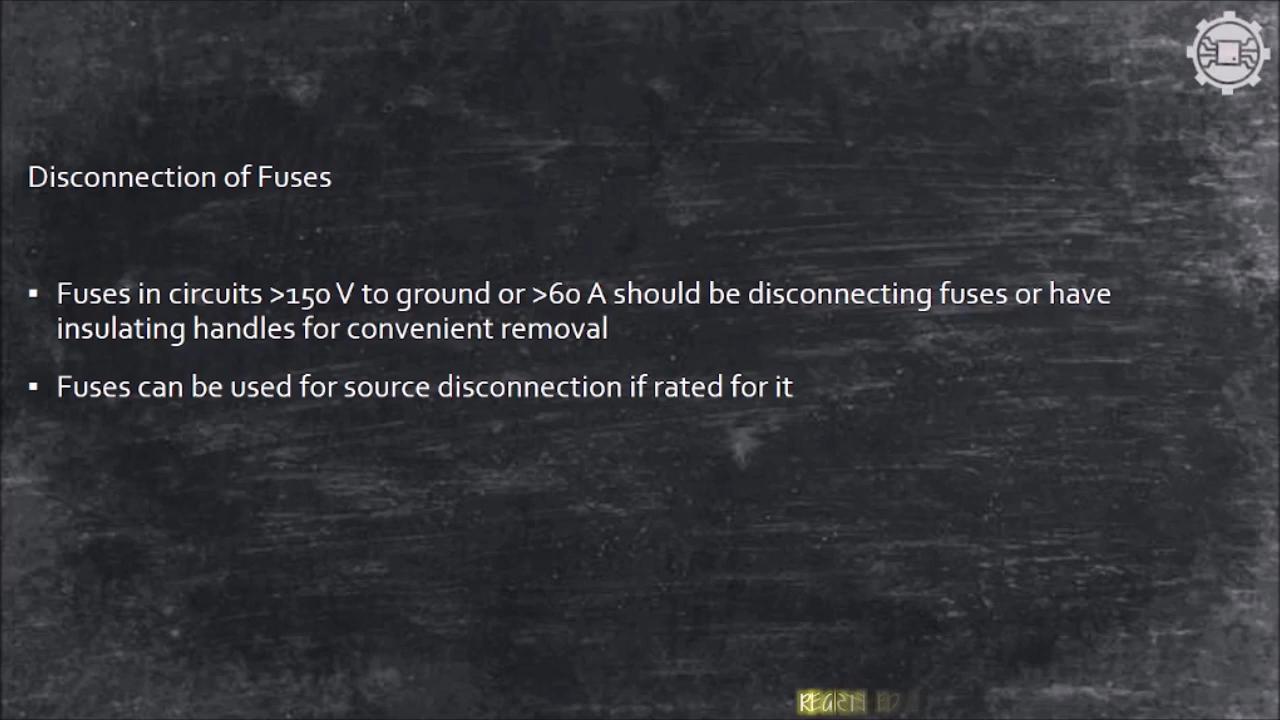 Disconnection of Fuses
▪ Fuses in circuits >150 V to ground or >60 A should be disconnecting fuses or have
insulating handles for convenient removal
▪ Fuses can be used for source disconnection if rated for it